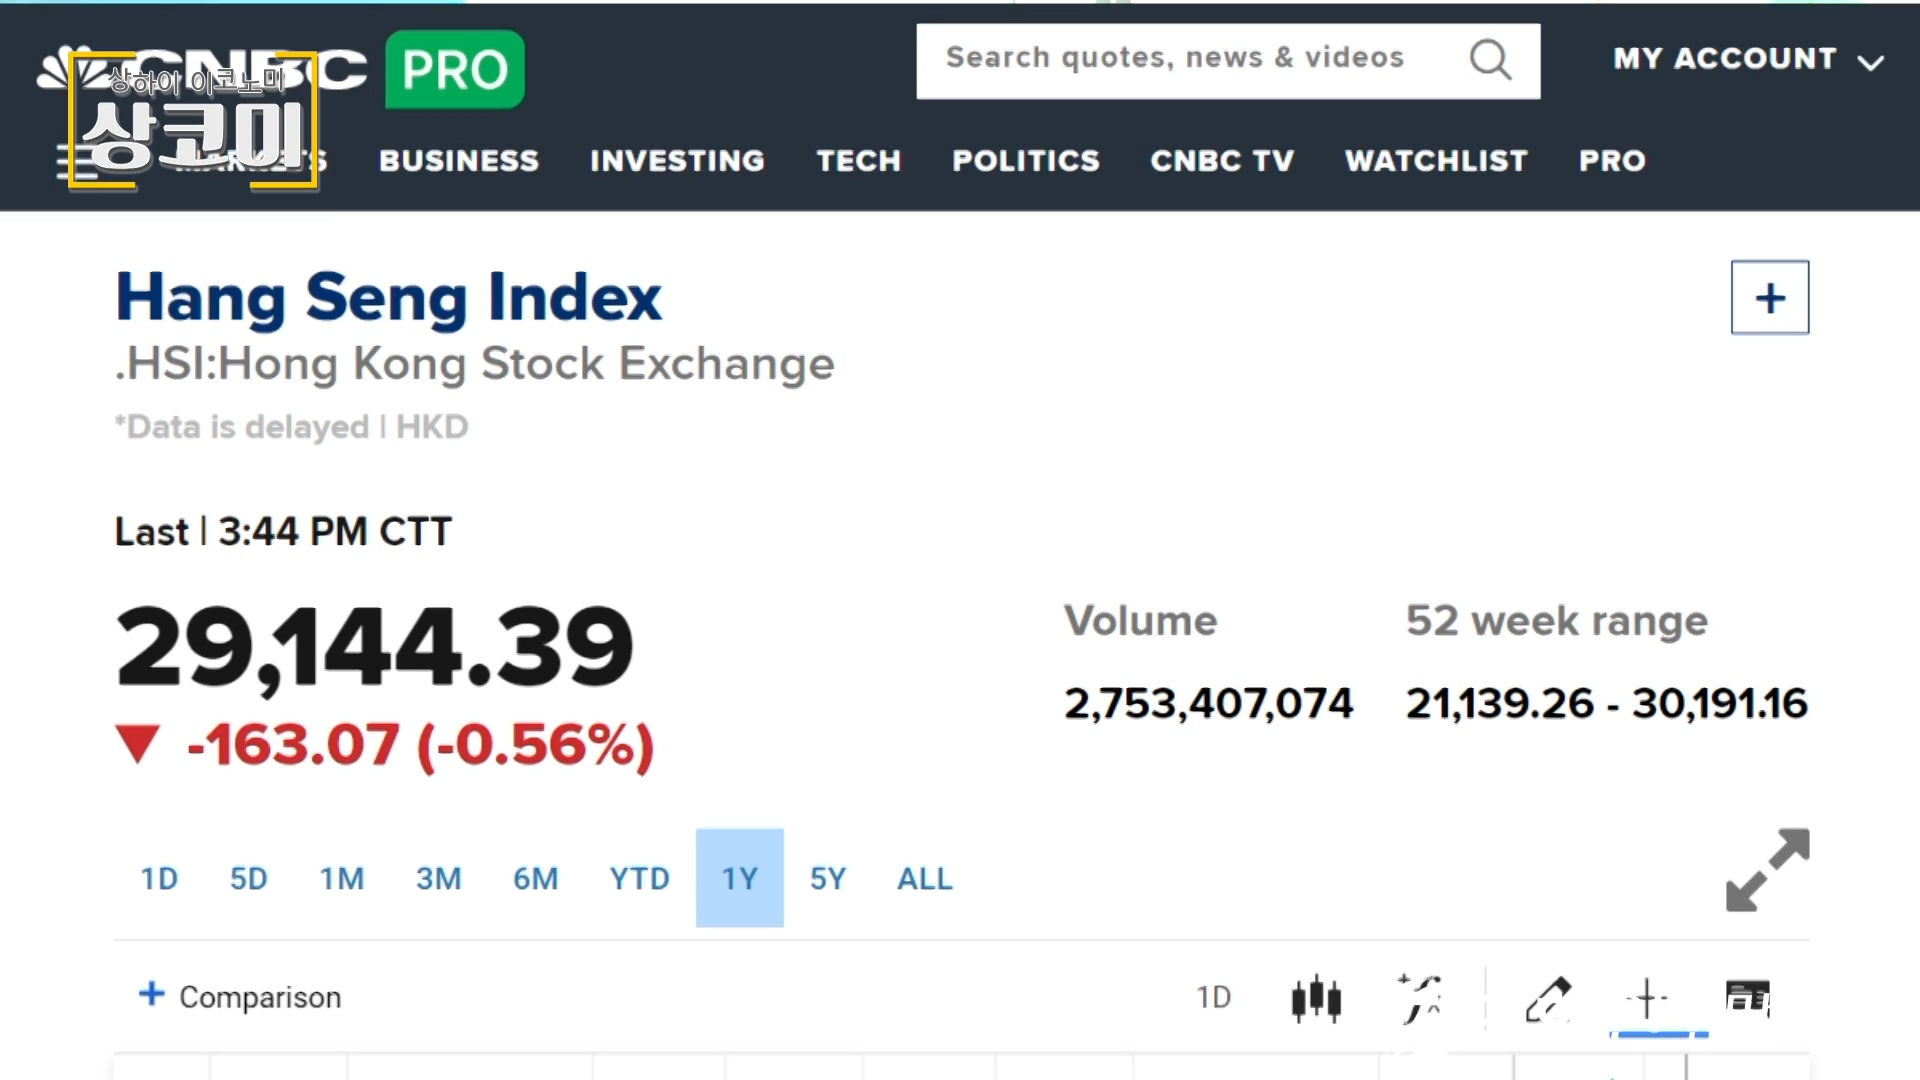 CNBC PRO
Search quotes, news & videos
MY ACCOUNT
상하이 이코노미
상코미
MARKETS BUSINESS INVESTING TECH POLITICS CNBC TV WATCHLIST PRO
Hang Seng Index
.HSI:Hong Kong Stock Exchange
*Data is delayed | HKD
Last | 3:44 PM CTT
29,144.39
-163.07 (-0.56%)
Volume
2,753,407,074
52 week range
21,139.26 - 30,191.16
1D 5D 1M 3M 6M YTD 1Y 5Y ALL
+ Comparison
1D